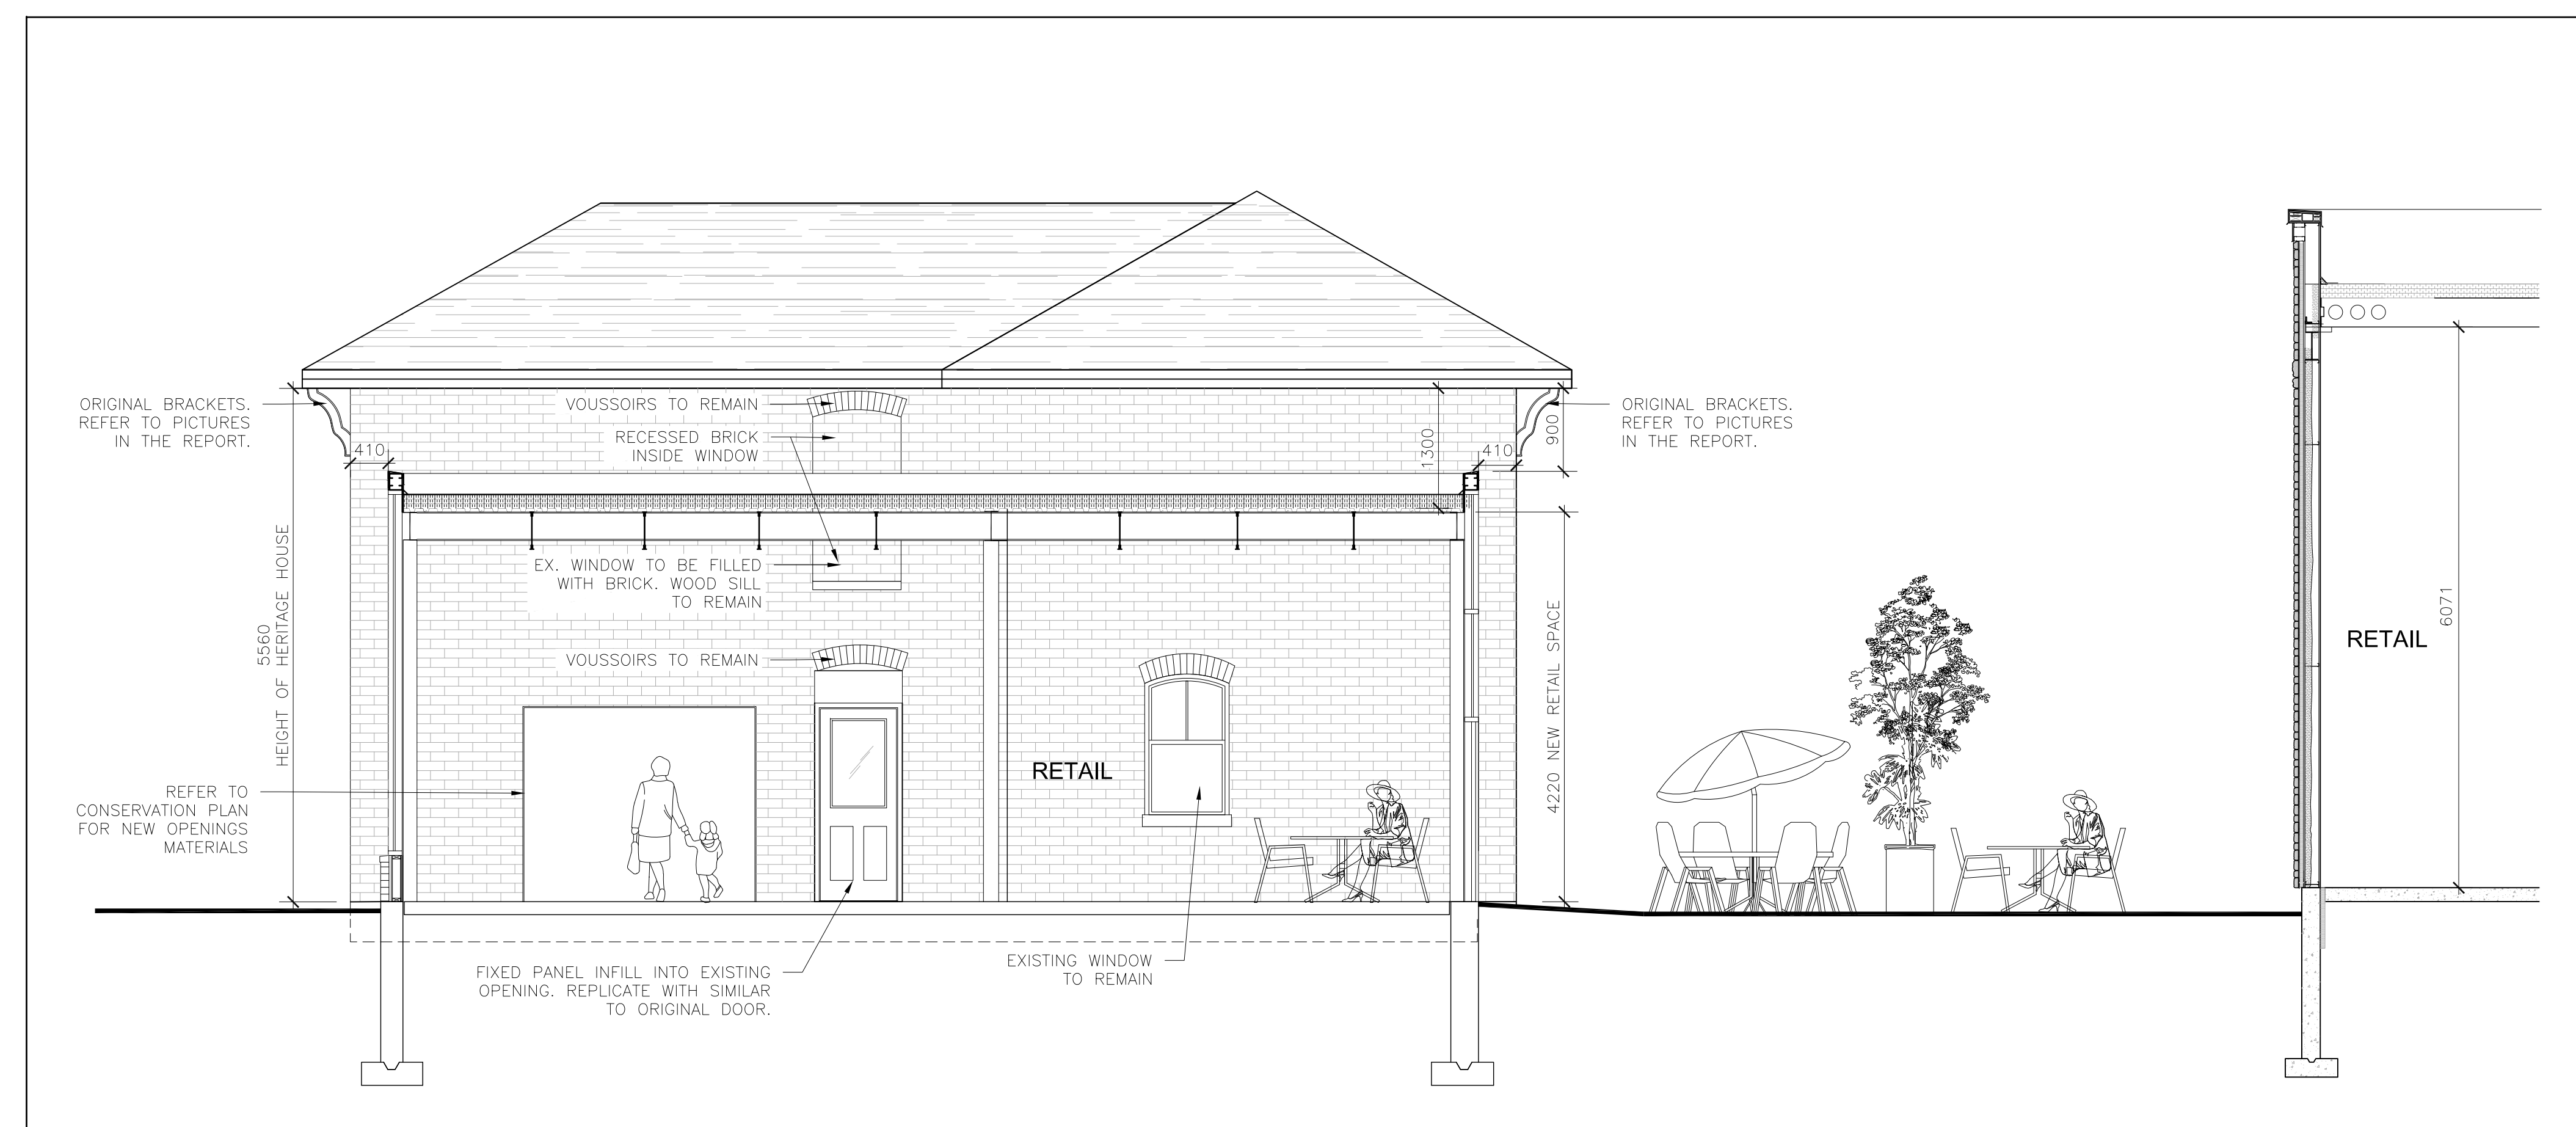 ORIGINAL BRACKETS.
REFER TO PICTURES
IN THE REPORT.
410
VOUSSOIRS TO REMAIN
RECESSED BRICK
INSIDE WINDOW
1300
900
410
ORIGINAL BRACKETS.
REFER TO PICTURES
IN THE REPORT.
5560
HEIGHT OF HERITAGE HOUSE
EX. WINDOW TO BE FILLED
WITH BRICK. WOOD SILL
TO REMAIN
VOUSSOIRS TO REMAIN
4220 NEW RETAIL SPACE
6071
RETAIL
RETAIL
REFER TO
CONSERVATION PLAN
FOR NEW OPENINGS
MATERIALS
FIXED PANEL INFILL INTO EXISTING
OPENING. REPLICATE WITH SIMILAR
TO ORIGINAL DOOR.
EXISTING WINDOW
TO REMAIN